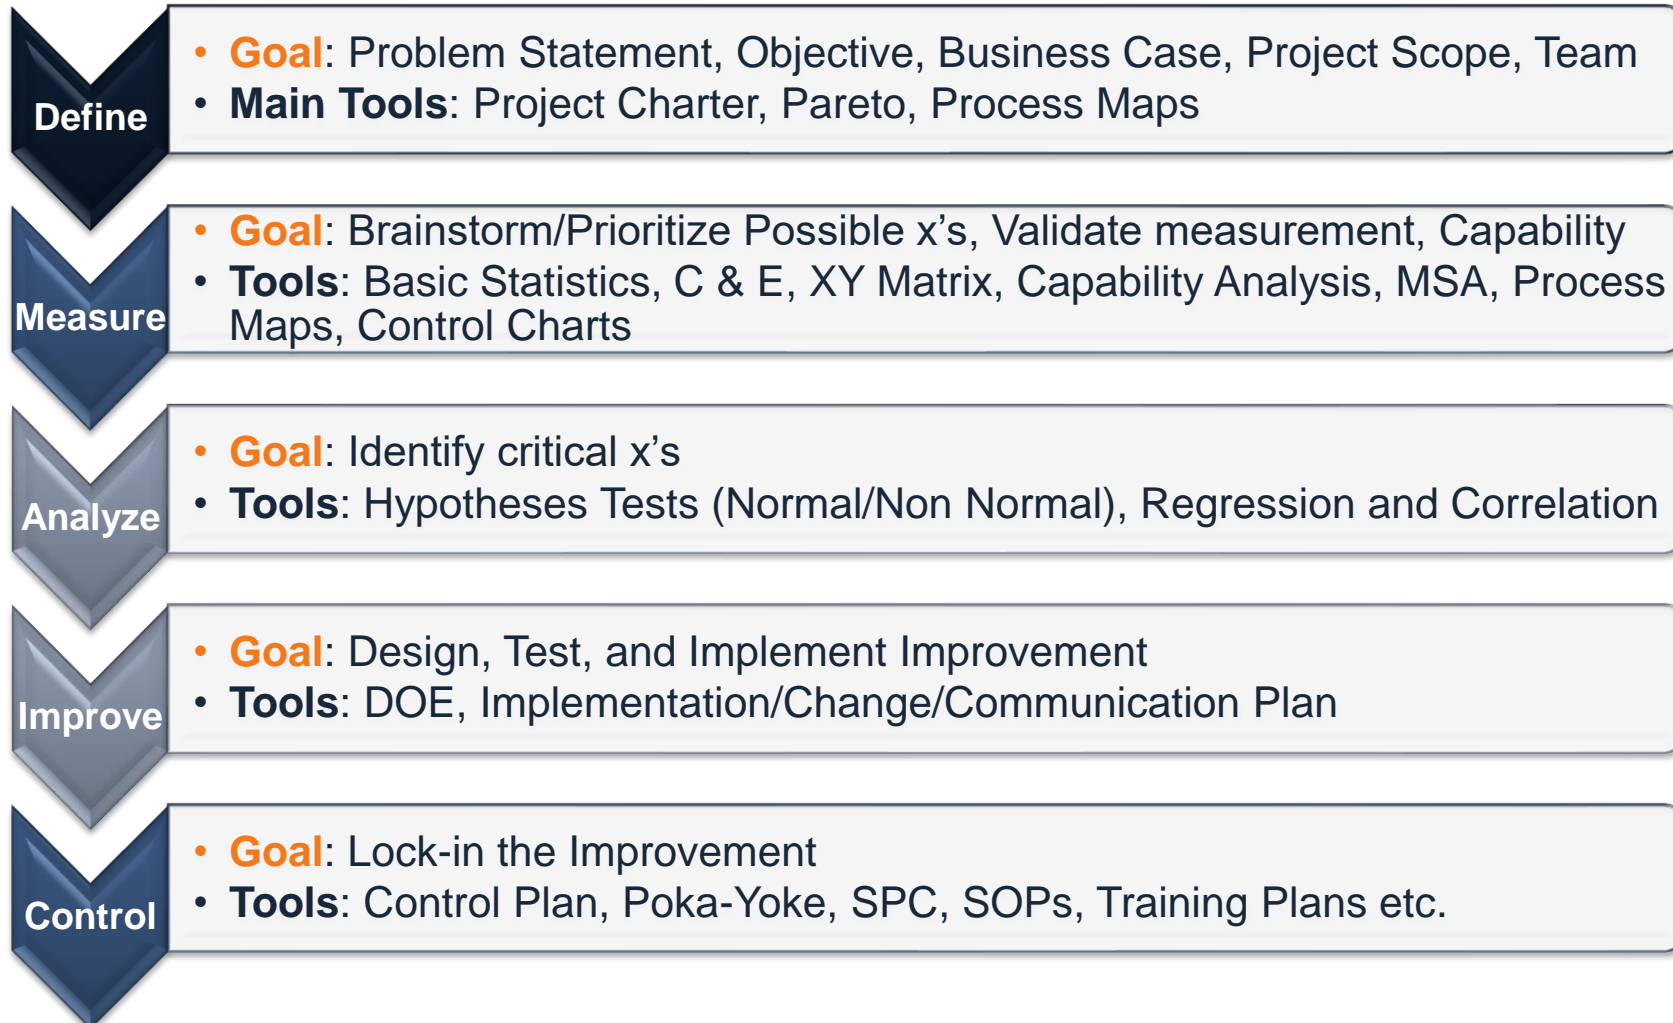 Define
• Goal: Problem Statement, Objective, Business Case, Project Scope, Team
• Main Tools: Project Charter, Pareto, Process Maps
Measure
• Goal: Brainstorm/Prioritize Possible x’s, Validate measurement, Capability
• Tools: Basic Statistics, C & E, XY Matrix, Capability Analysis, MSA, Process
Maps, Control Charts
Analyze
• Goal: Identify critical x’s
• Tools: Hypotheses Tests (Normal/Non Normal), Regression and Correlation
Improve
• Goal: Design, Test, and Implement Improvement
• Tools: DOE, Implementation/Change/Communication Plan
Control
• Goal: Lock-in the Improvement
• Tools: Control Plan, Poka-Yoke, SPC, SOPs, Training Plans etc.